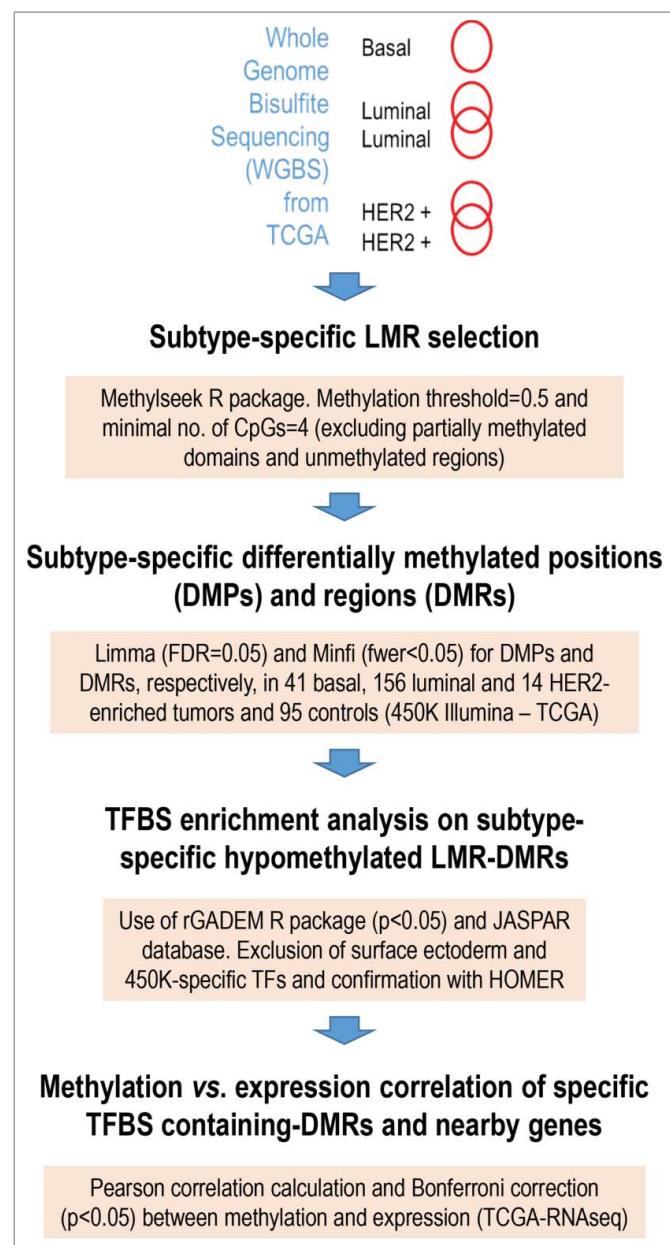 Whole
Genome
Bisulfite
Sequencing
(WGBS)
from
TCGA
Basal
Luminal
Luminal
HER2 +
HER2 +
Subtype-specific LMR selection
Methylseek R package. Methylation threshold=0.5 and
minimal no. of CpGs=4 (excluding partially methylated
domains and unmethylated regions)
Subtype-specific differentially methylated positions
(DMPs) and regions (DMRs)
Limma (FDR=0.05) and Minfi (fwer<0.05) for DMPs and
DMRs, respectively, in 41 basal, 156 luminal and 14 HER2-
enriched tumors and 95 controls (450K Illumina – TCGA)
TFBS enrichment analysis on subtype-
specific hypomethylated LMR-DMRs
Use of rGADEM R package (p<0.05) and JASPAR
database. Exclusion of surface ectoderm and
450K-specific TFs and confirmation with HOMER
Methylation vs. expression correlation of specific
TFBS containing-DMRs and nearby genes
Pearson correlation calculation and Bonferroni correction
(p<0.05) between methylation and expression (TCGA-RNAseq)